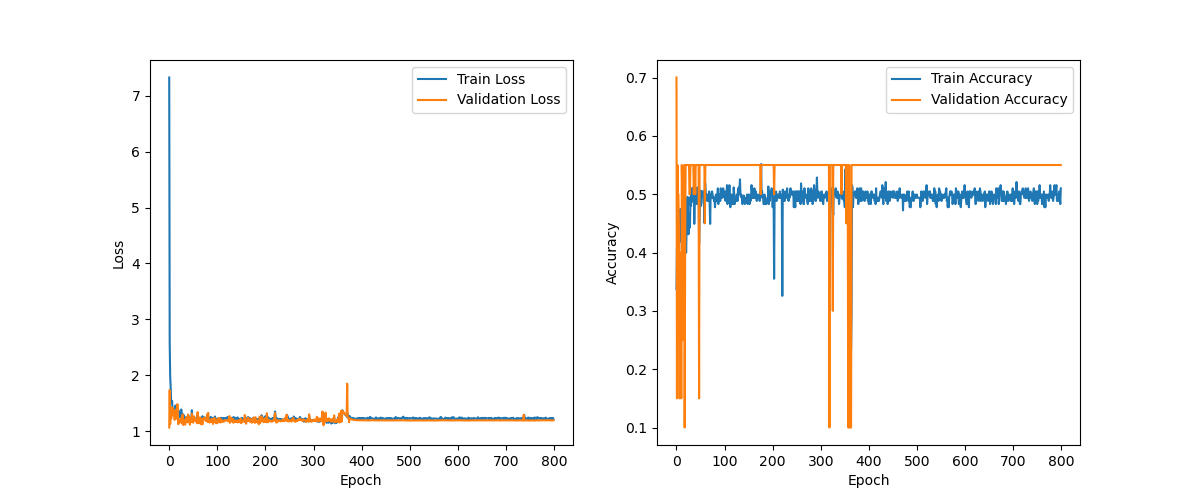 Train Loss
Validation Loss
7
6
5
4
3
2
1
Loss
0 100 200 300 400 500 600 700 800
Epoch
Train Accuracy
Validation Accuracy
0.7
0.6
0.5
0.4
0.3
0.2
0.1
Accuracy
0 100 200 300 400 500 600 700 800
Epoch